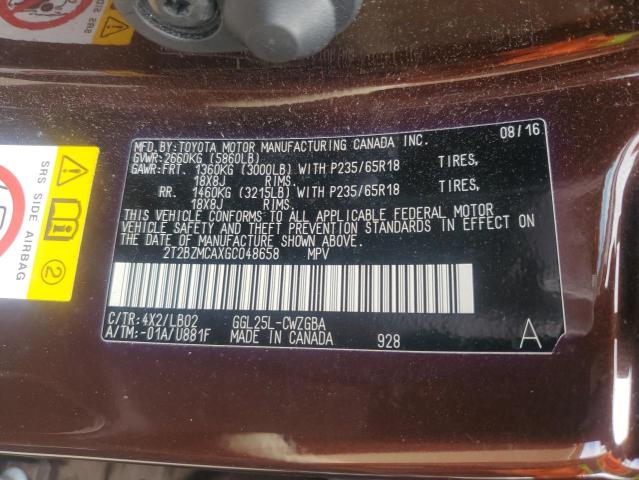 MFD.BY:TOYOTA MOTOR MANUFACTURING CANADA INC. 08/16
GVWR:2660KG (5860LB)
GAWR:FRT. 1360KG (3000LB) WITH P235/65R18 TIRES,
18X8J RIMS.
RR. 1460KG (3215LB) WITH P235/65R18 TIRES,
18X8J RIMS.
THIS VEHICLE CONFORMS TO ALL APPLICABLE FEDERAL MOTOR
VEHICLE SAFETY AND THEFT PREVENTION STANDARDS IN EFFECT ON
THE DATE OF MANUFACTURE SHOWN ABOVE.
2T2BZMCAXGC048658 MPV
C/TR:4X2/LB02 GGL25L-CWZGBA
A/TM:-01A/U881F MADE IN CANADA 928 A
SRS SIDE AIRBAG
2